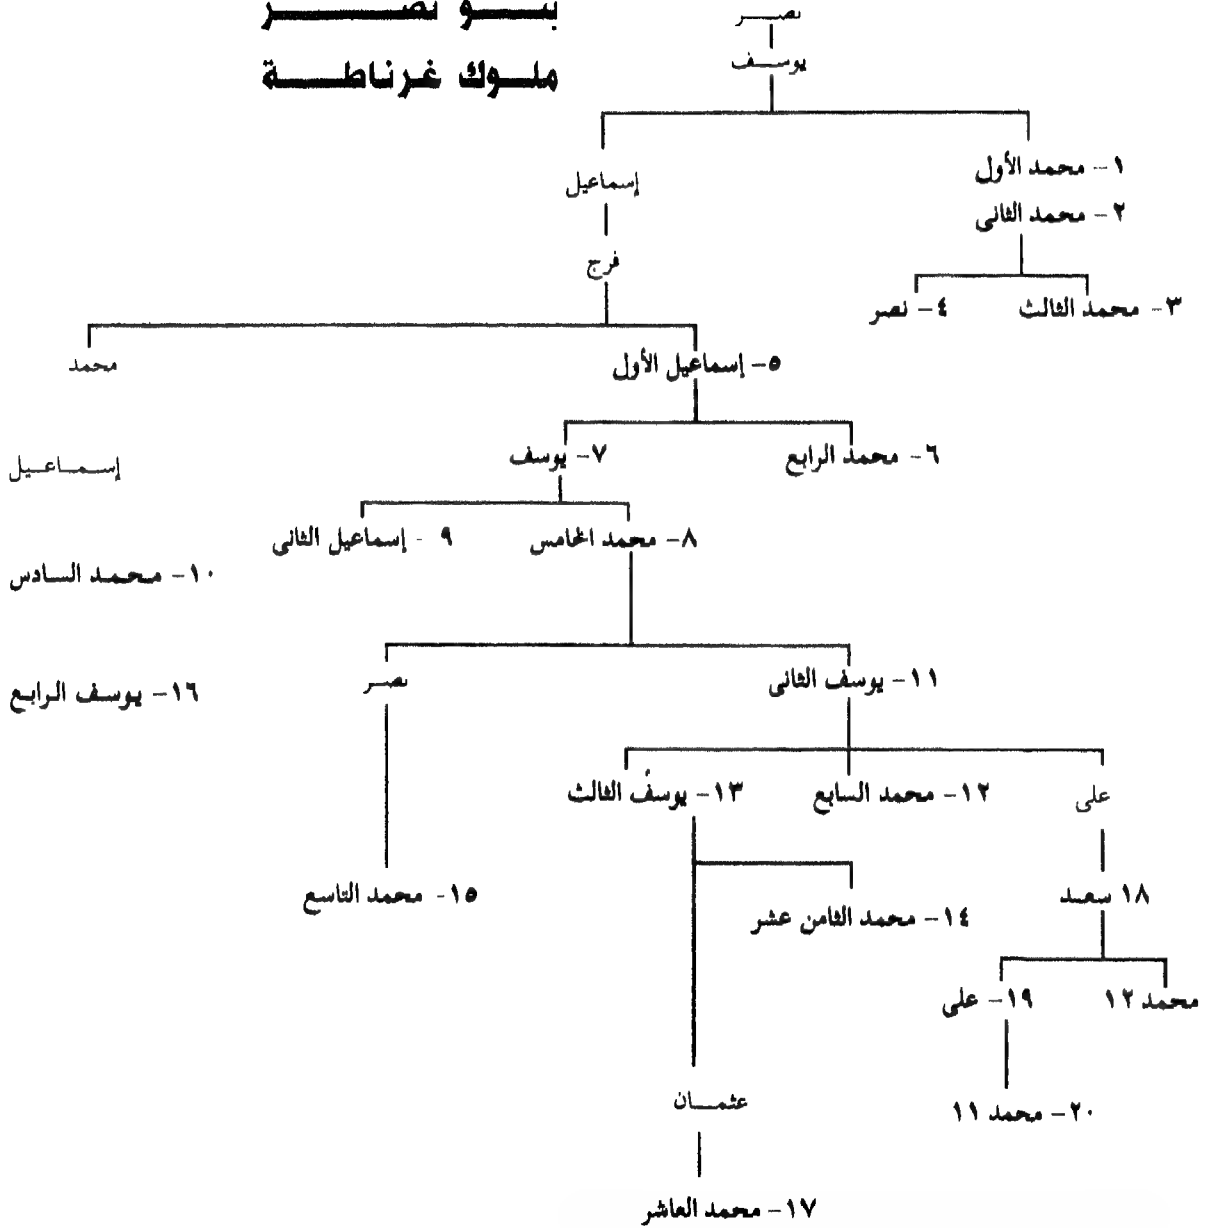 بنو نصر
ملوك غرناطة
نصر
يوسف
١- محمد الأول
إسماعيل
٢- محمد الثانى
فرج
٣- محمد الثالث
٤- نصر
٥- إسماعيل الأول
محمد
٦- محمد الرابع
٧- يوسف
إسماعيل
٨- محمد الخامس
٩ - إسماعيل الثانى
١٠- محمد السادس
١١- يوسف الثانى
نصر
١٦- يوسف الرابع
على
١٢- محمد السابع
١٣- يوسف الثالث
١٨ سعد
١٥- محمد التاسع
١٤- محمد الثامن عشر
محمد ١٢
١٩- على
عثمان
٢٠- محمد ١١
١٧- محمد العاشر